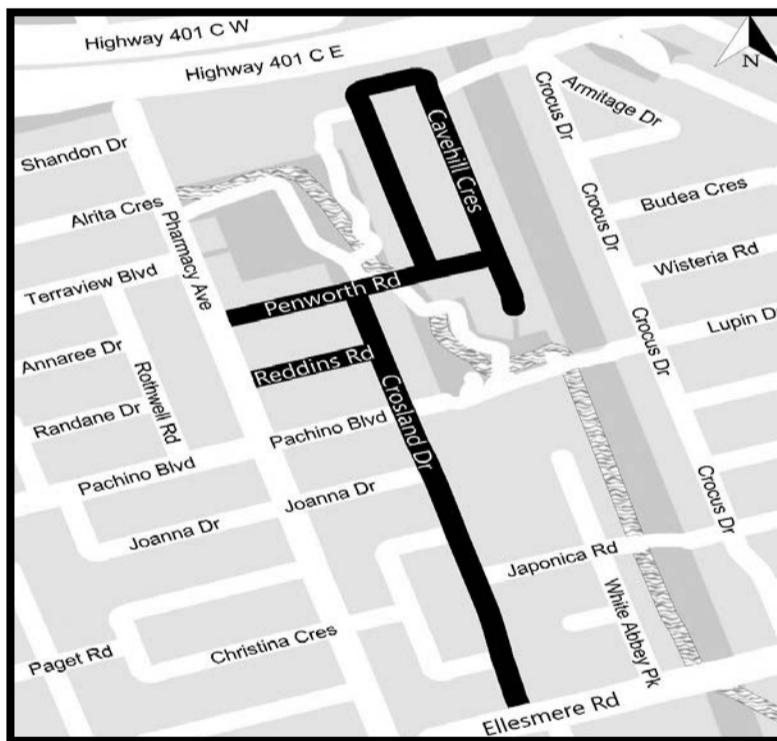 Highway 401 C W
Highway 401 C E
N
Shandon Dr
Cavehill Cres
Crocus Dr
Armitage Dr
Alrita Cres
Pharmacy Ave
Crocus Dr
Budea Cres
Terraview Blvd
Wisteria Rd
Penworth Rd
Annaree Dr
Rothwell Rd
Reddins Rd
Crosland Dr
Crocus Dr
Lupin D
Randane Dr
Pachino Blvd
Pachino Blvd
Joanna Dr
Joanna Dr
Crocus Dr
Japonica Rd
White Abbey Pk
Paget Rd
Christina Cres
Ellesmere Rd